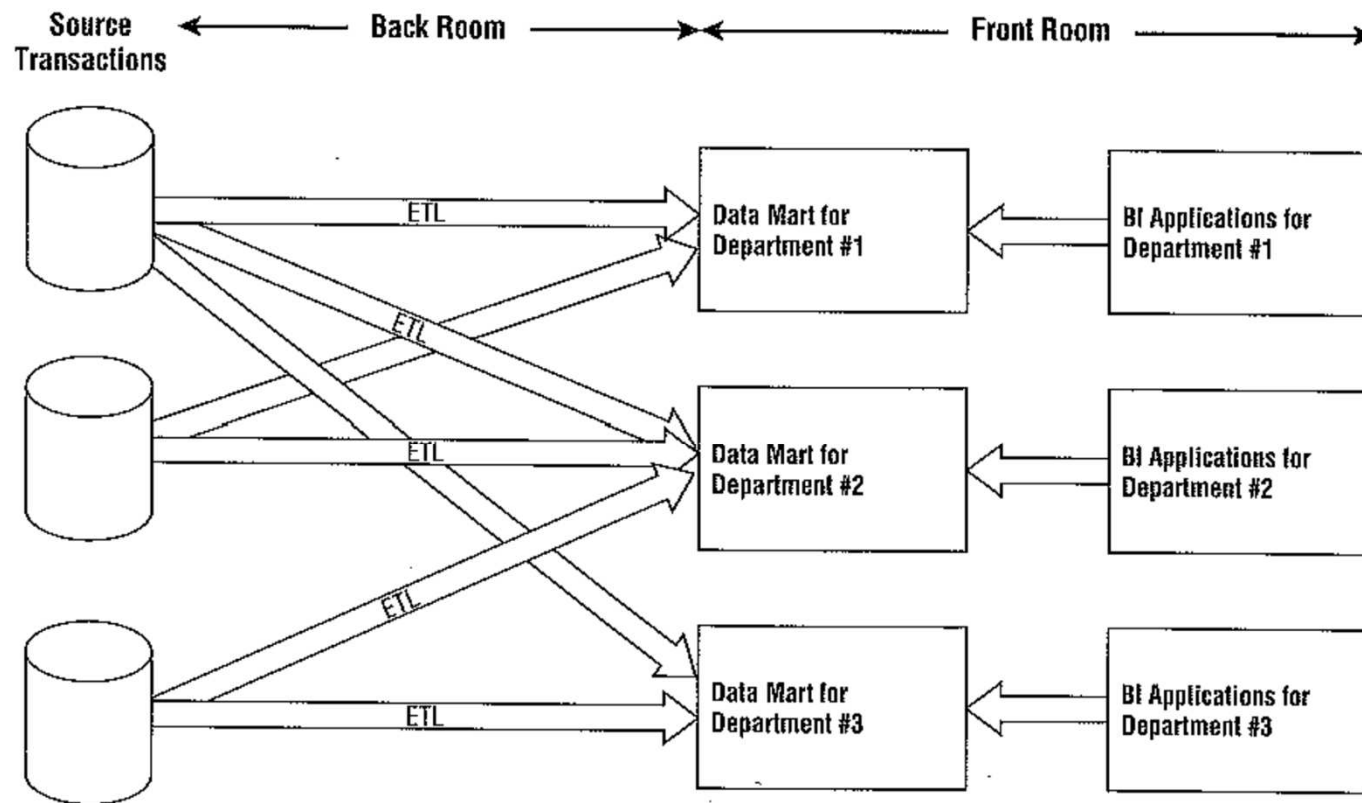 Source
Transactions
Back Room
Front Room
ETL
Data Mart for
Department #1
BI Applications for
Department #1
ETL
ETL
Data Mart for
Department #2
BI Applications for
Department #2
ETL
ETL
Data Mart for
Department #3
BI Applications for
Department #3